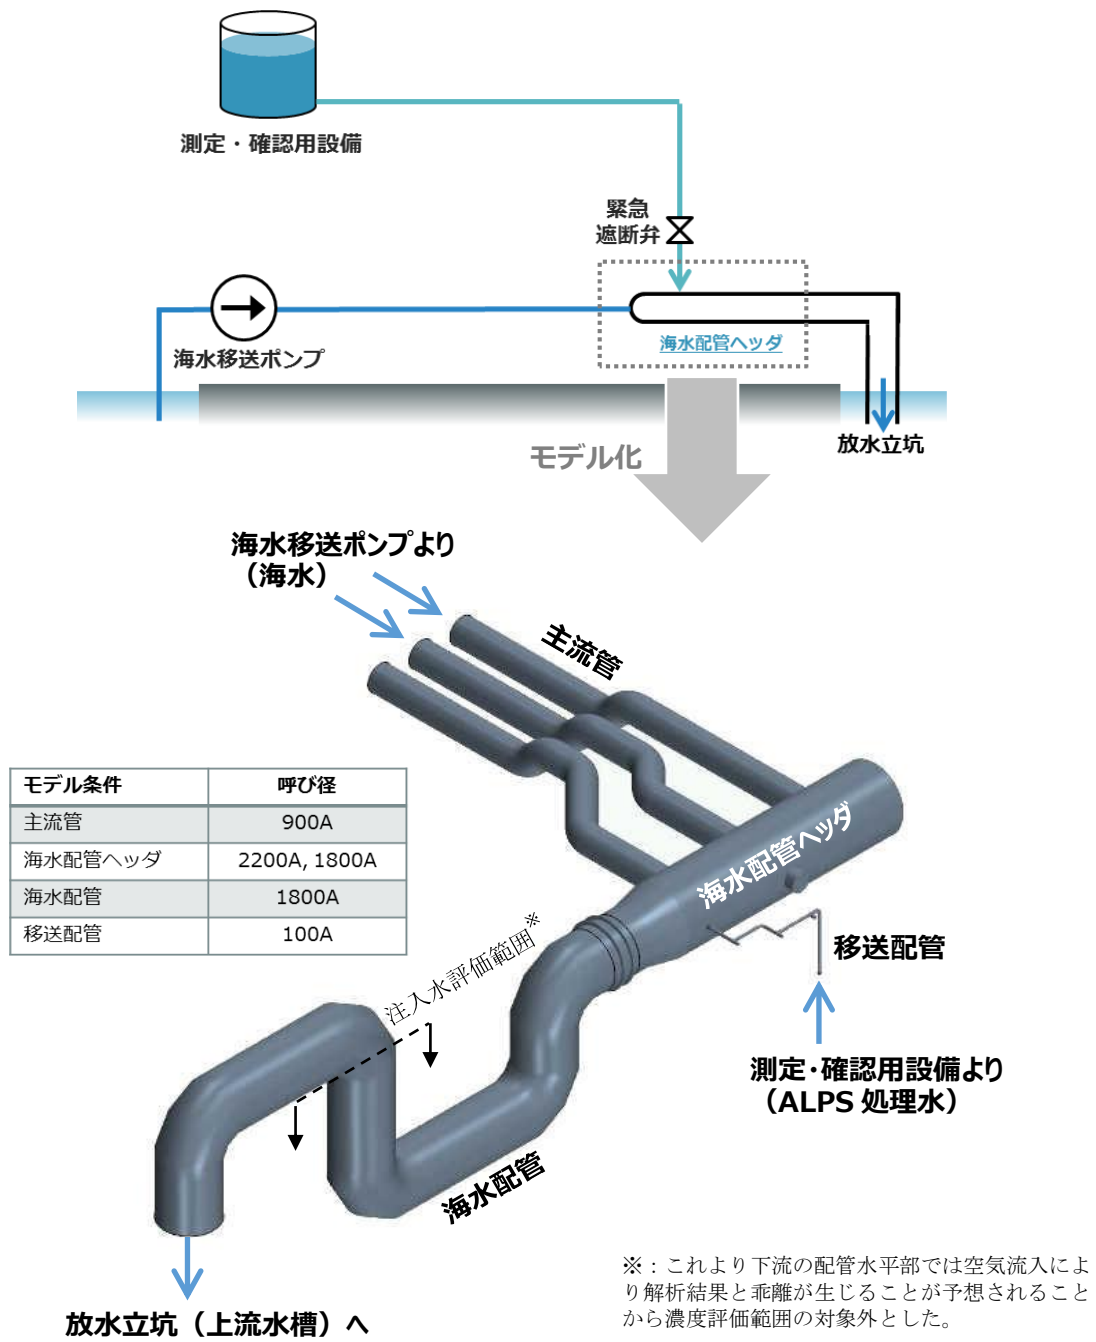 測定・確認用設備
緊急
遮断弁
海水配管ヘッダ
海水移送ポンプ
放水立坑
モデル化
海水移送ポンプより
（海水）
主流管
モデル条件 呼び径
主流管 900A
海水配管ヘッダ 2200A, 1800A
海水配管 1800A
移送配管 100A
海水配管ヘッダ
注入水評価範囲※
移送配管
測定・確認用設備より
（ALPS 処理水）
海水配管
放水立坑（上流水槽）へ
※：これより下流の配管水平部では空気流入によ
り解析結果と乖離が生じることが予想されること
から濃度評価範囲の対象外とした。